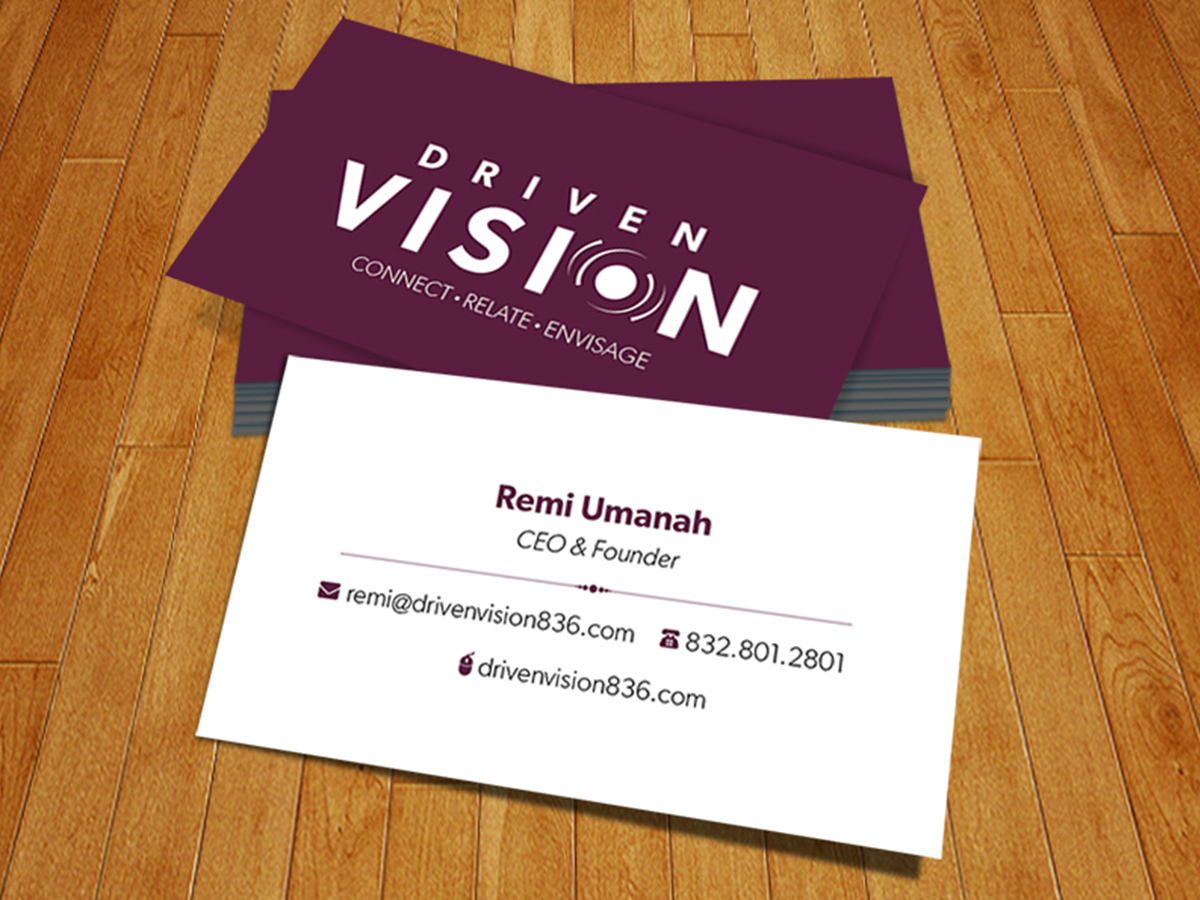 DRIVEN
VISION
CONNECT • RELATE • ENVISAGE
Remi Umanah
CEO & Founder
remi@drivenvision836.com 832.801.2801
drivenvision836.com